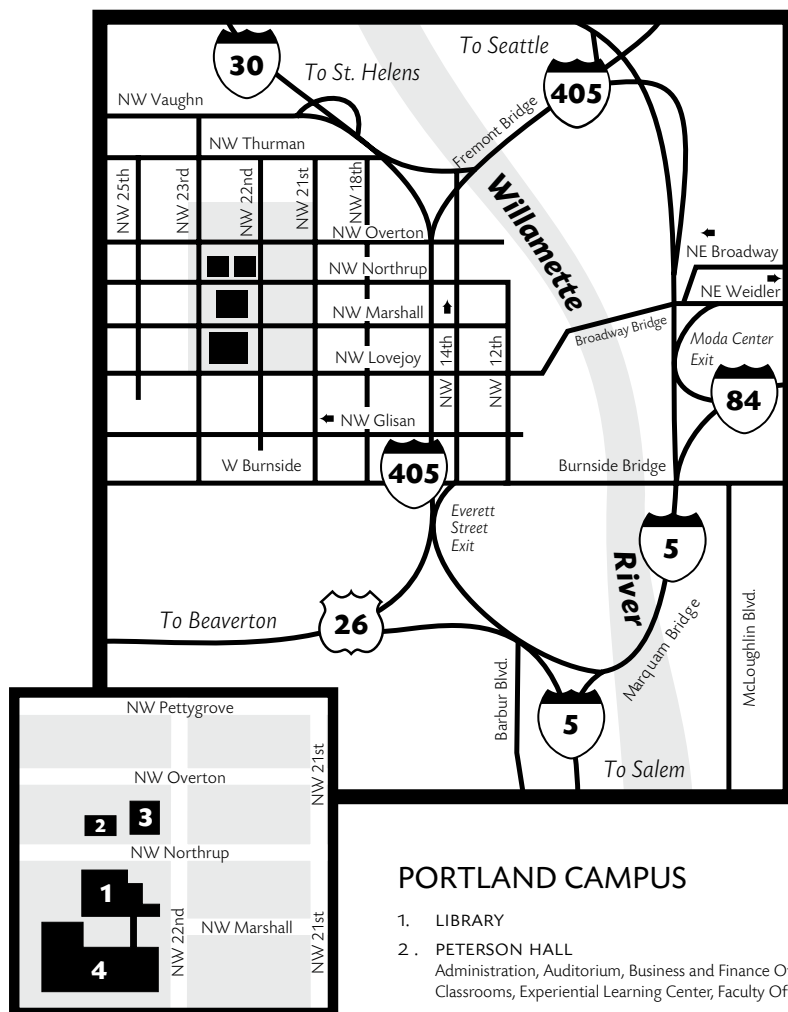 To Seattle
30
To St. Helens
405
NW Vaughn
Fremont Bridge
NW Thurman
NW 25th
NW 23rd
NW 22nd
NW 21st
NW 18th
Willamette
NW Overton
NE Broadway
NW Northrup
NE Weidler
NW Marshall
Broadway Bridge
Moda Center
Exit
NW Lovejoy
NW 14th
NW 12th
84
NW Glisan
W Burnside
405
Burnside Bridge
Everett
Street
Exit
5
River
To Beaverton
26
Marquam Bridge
McLoughlin Blvd.
Barbur Blvd.
5
To Salem
NW Pettygrove
NW 21st
NW Overton
2
3
NW Northrup
1
NW 22nd
NW Marshall
NW 21st
4
PORTLAND CAMPUS
1. LIBRARY
2. PETERSON HALL
Administration, Auditorium, Business and Finance
Classrooms, Experiential Learning Center, Faculty